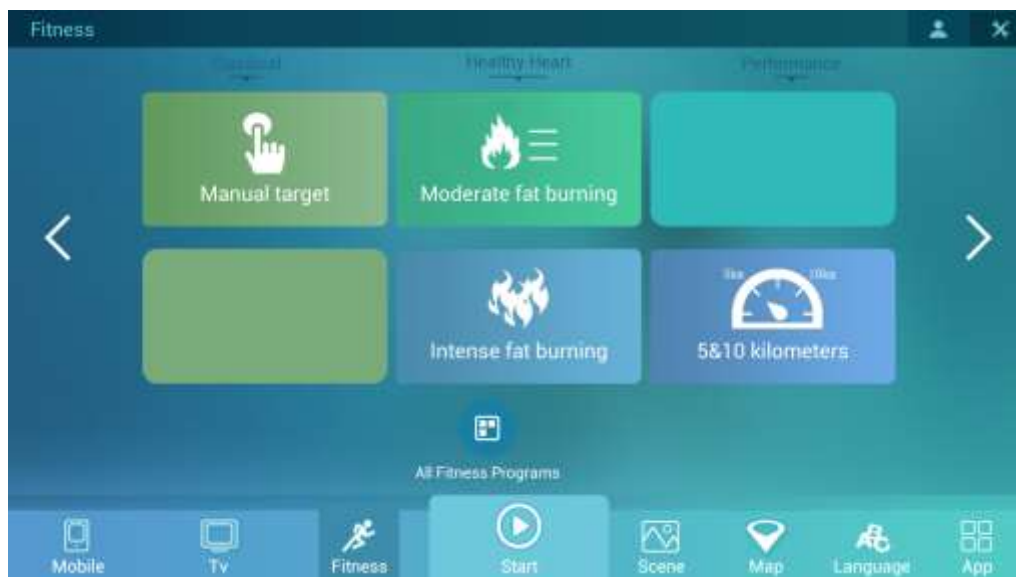 Fitness
Classical
Healthy Heart
Performance
Manual target
Moderate fat burning
Intense fat burning
5&10 kilometers
All Fitness Programs
Mobile
Tv
Fitness
Start
Scene
Map
Language
App